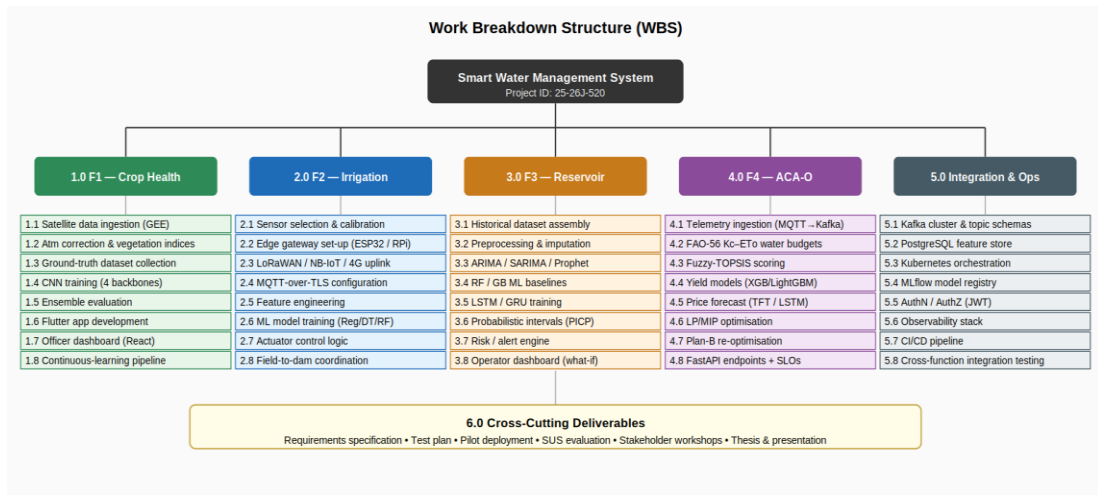 Work Breakdown Structure (WBS)
Smart Water Management System
Project ID: 25-26J-520
1.0 F1 — Crop Health
2.0 F2 — Irrigation
3.0 F3 — Reservoir
4.0 F4 — ACA-O
5.0 Integration & Ops
1.1 Satellite data ingestion (GEE)
1.2 Atm correction & vegetation indices
1.3 Ground-truth dataset collection
1.4 CNN training (4 backbones)
1.5 Ensemble evaluation
1.6 Flutter app development
1.7 Officer dashboard (React)
1.8 Continuous-learning pipeline
2.1 Sensor selection & calibration
2.2 Edge gateway set-up (ESP32 / RPi)
2.3 LoRaWAN / NB-IoT / 4G uplink
2.4 MQTT-over-TLS configuration
2.5 Feature engineering
2.6 ML model training (Reg/DT/RF)
2.7 Actuator control logic
2.8 Field-to-dam coordination
3.1 Historical dataset assembly
3.2 Preprocessing & imputation
3.3 ARIMA / SARIMA / Prophet
3.4 RF / GB ML baselines
3.5 LSTM / GRU training
3.6 Probabilistic intervals (PICP)
3.7 Risk / alert engine
3.8 Operator dashboard (what-if)
4.1 Telemetry ingestion (MQTT→Kafka)
4.2 FAO-56 Kc–ETo water budgets
4.3 Fuzzy-TOPSIS scoring
4.4 Yield models (XGB/LightGBM)
4.5 Price forecast (TFT / LSTM)
4.6 LP/MIP optimisation
4.7 Plan-B re-optimisation
4.8 FastAPI endpoints + SLOs
5.1 Kafka cluster & topic schemas
5.2 PostgreSQL feature store
5.3 Kubernetes orchestration
5.4 MLflow model registry
5.5 AuthN / AuthZ (JWT)
5.6 Observability stack
5.7 CI/CD pipeline
5.8 Cross-function integration testing
6.0 Cross-Cutting Deliverables
Requirements specification • Test plan • Pilot deployment • SUS evaluation • Stakeholder workshops • Thesis & presentation